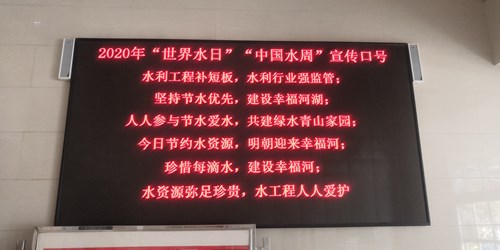 2020年“世界水日”“中国水周”宣传口号
水利工程补短板，水利行业强监管；
坚持节水优先，建设幸福河湖；
人人参与节水爱水，共建绿水青山家园；
今日节约水资源，明朝迎来幸福河；
珍惜每滴水，建设幸福河；
水资源弥足珍贵，水工程人人爱护